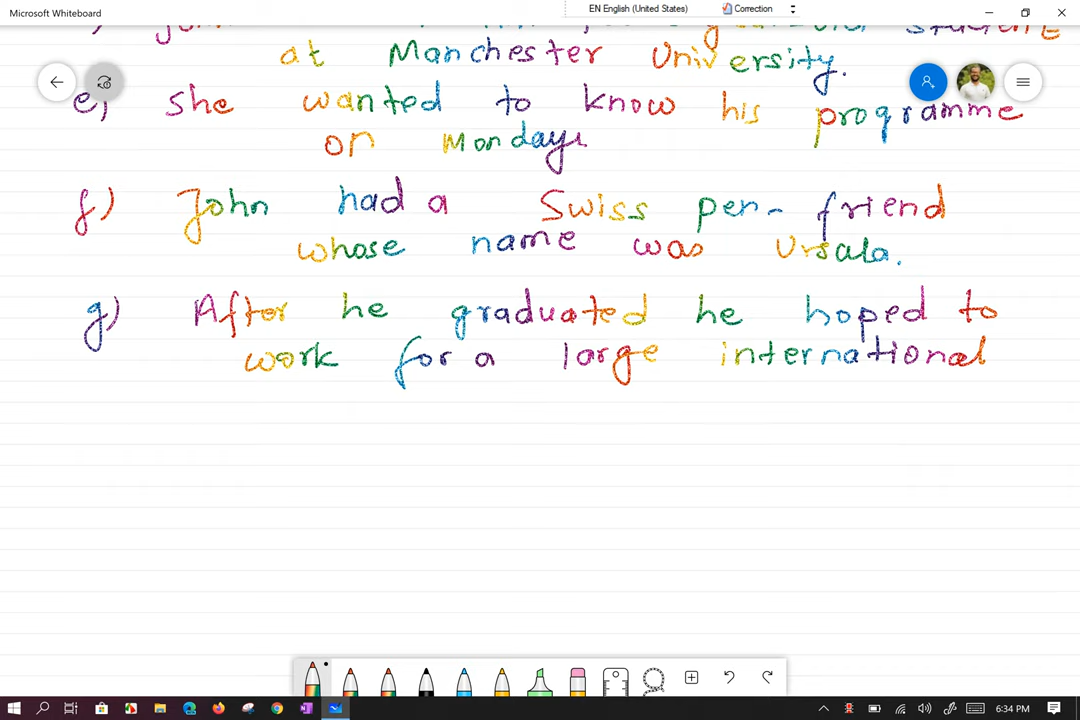 Microsoft Whiteboard
EN English (United States)
Correction
student
at Manchester University.
e) she wanted to know his programme
on Mondays
f) John had a Swiss pen-friend
whose name was Ursala.
g) After he graduated he hoped to
work for a large international
6:34 PM